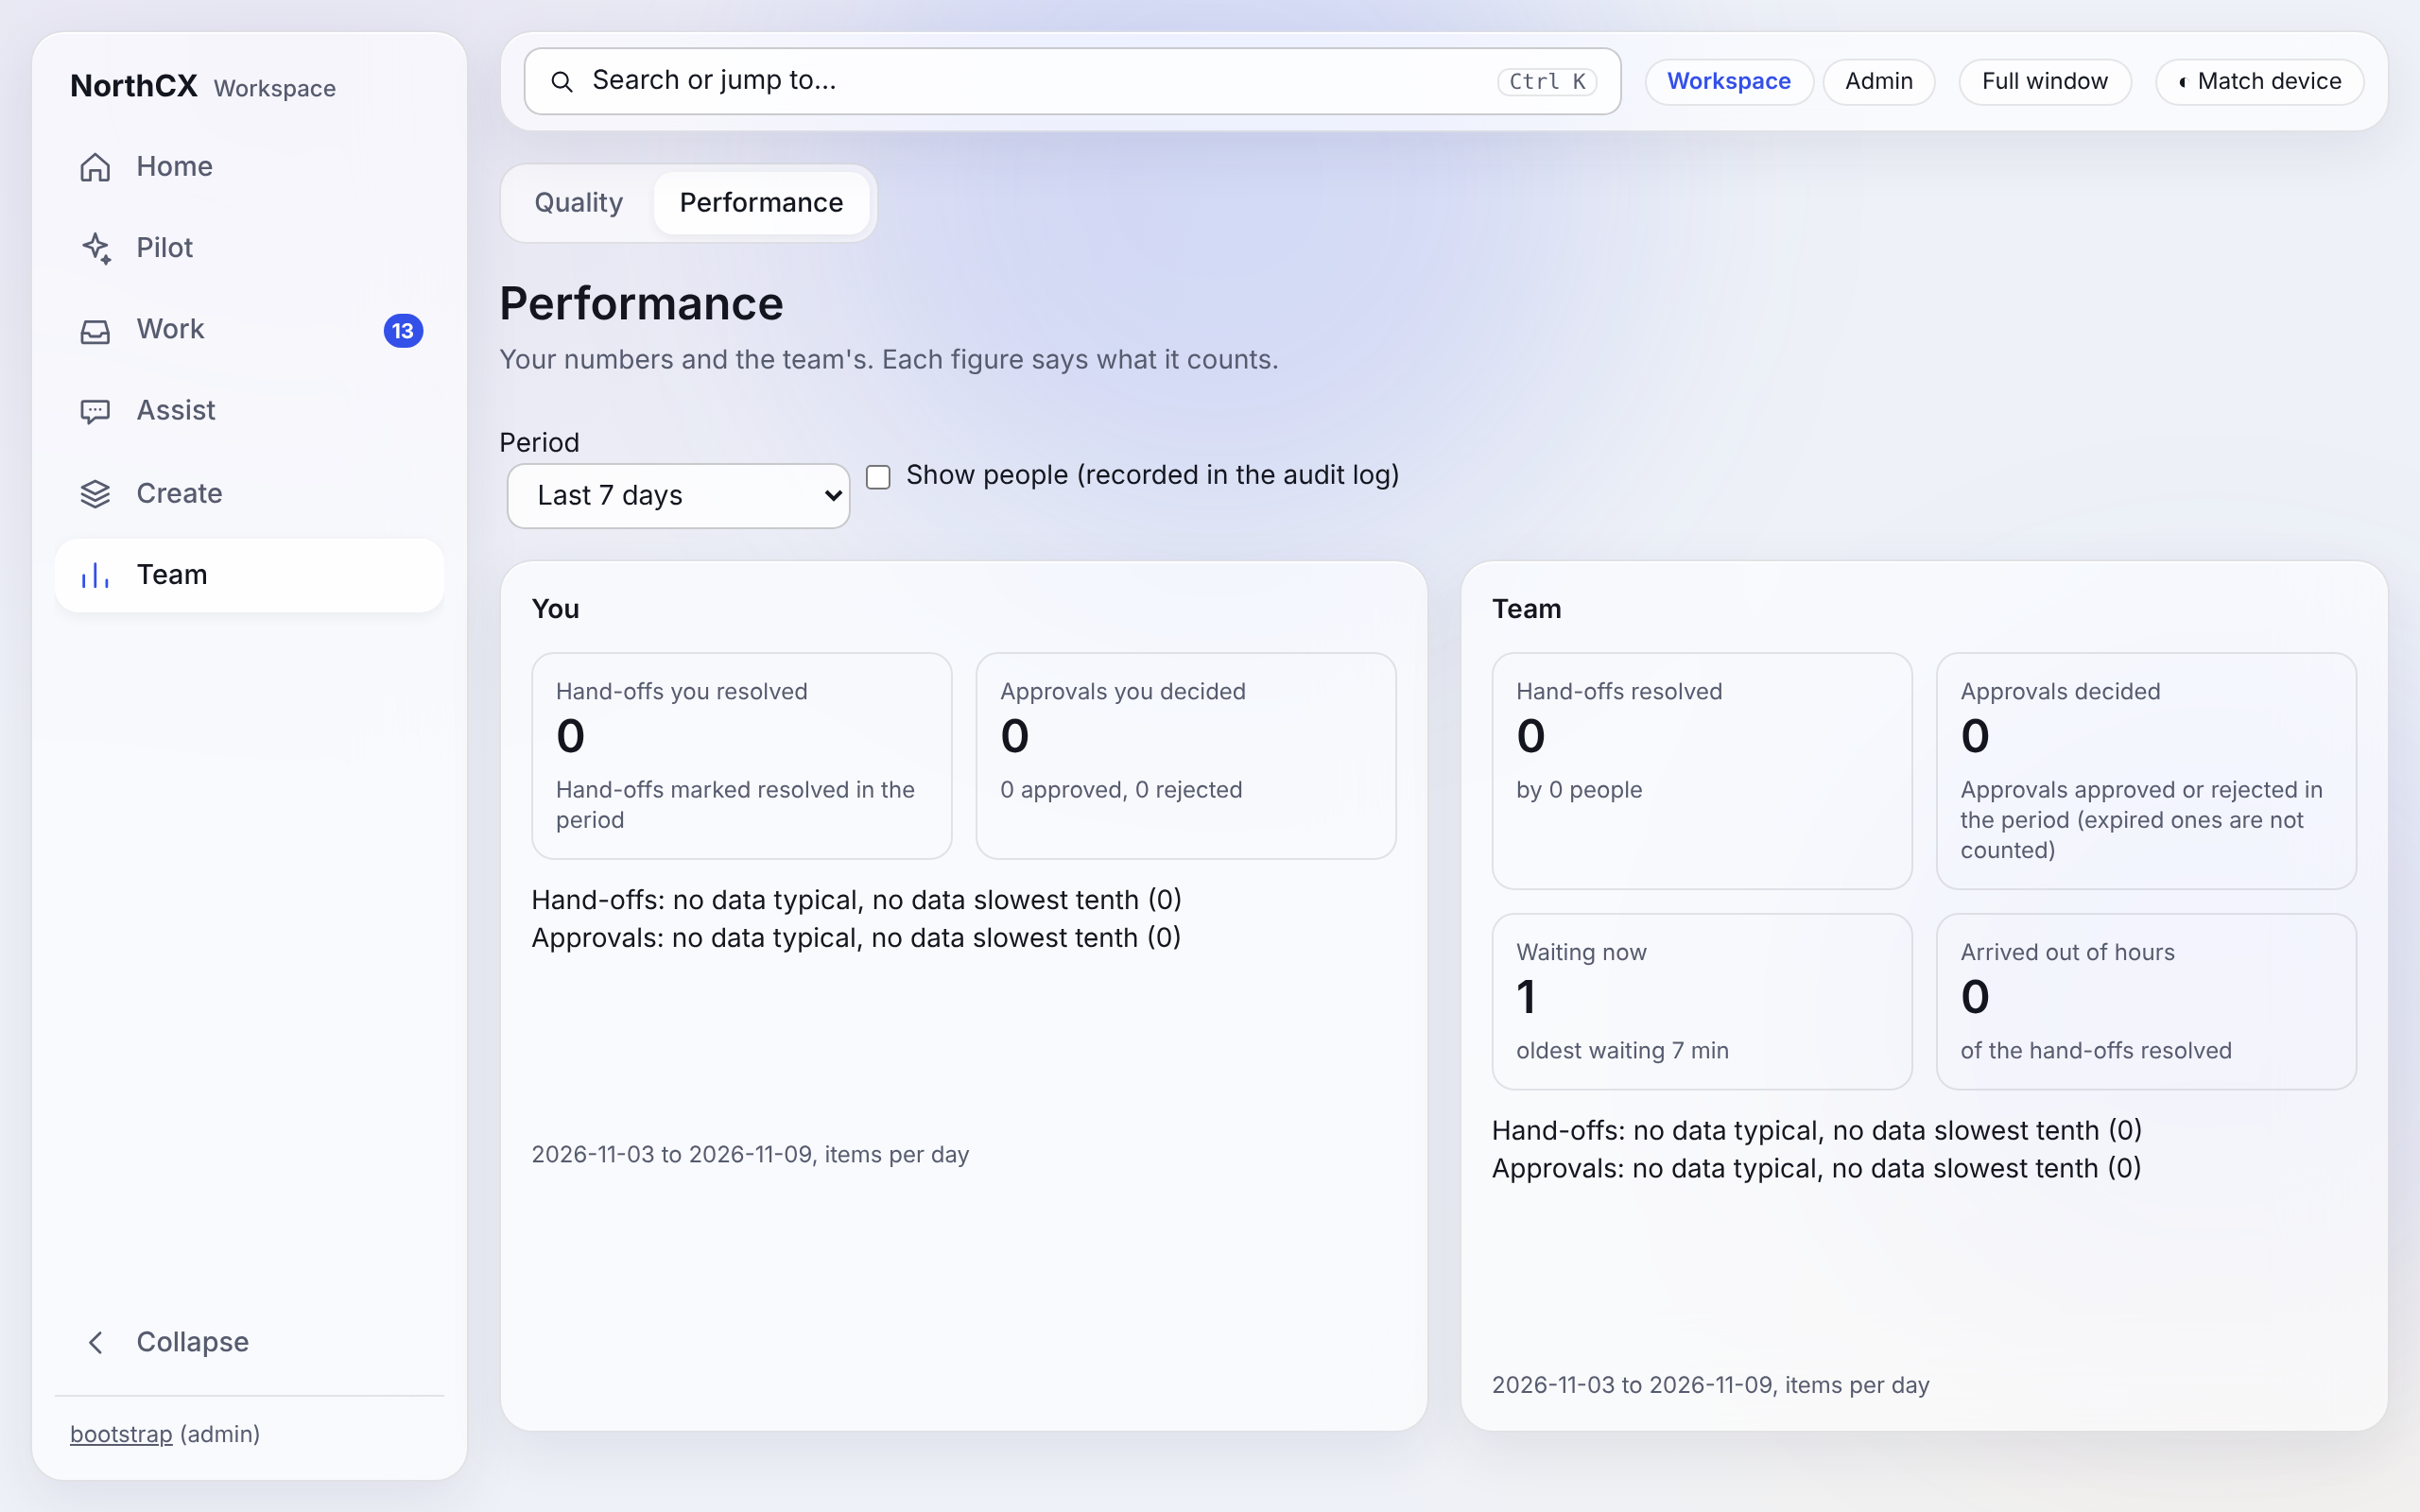 NorthCX Workspace
Home
Pilot
Work 13
Assist
Create
Team
Collapse
bootstrap (admin)
Search or jump to... Ctrl K
Workspace
Admin
Full window
Match device
Quality
Performance
Performance
Your numbers and the team's. Each figure says what it counts.
Period
Last 7 days
Show people (recorded in the audit log)
You
Hand-offs you resolved
0
Hand-offs marked resolved in the
period
Approvals you decided
0
0 approved, 0 rejected
Hand-offs: no data typical, no data slowest tenth (0)
Approvals: no data typical, no data slowest tenth (0)
2026-11-03 to 2026-11-09, items per day
Team
Hand-offs resolved
0
by 0 people
Approvals decided
0
Approvals approved or rejected in
the period (expired ones are not
counted)
Waiting now
1
oldest waiting 7 min
Arrived out of hours
0
of the hand-offs resolved
Hand-offs: no data typical, no data slowest tenth (0)
Approvals: no data typical, no data slowest tenth (0)
2026-11-03 to 2026-11-09, items per day